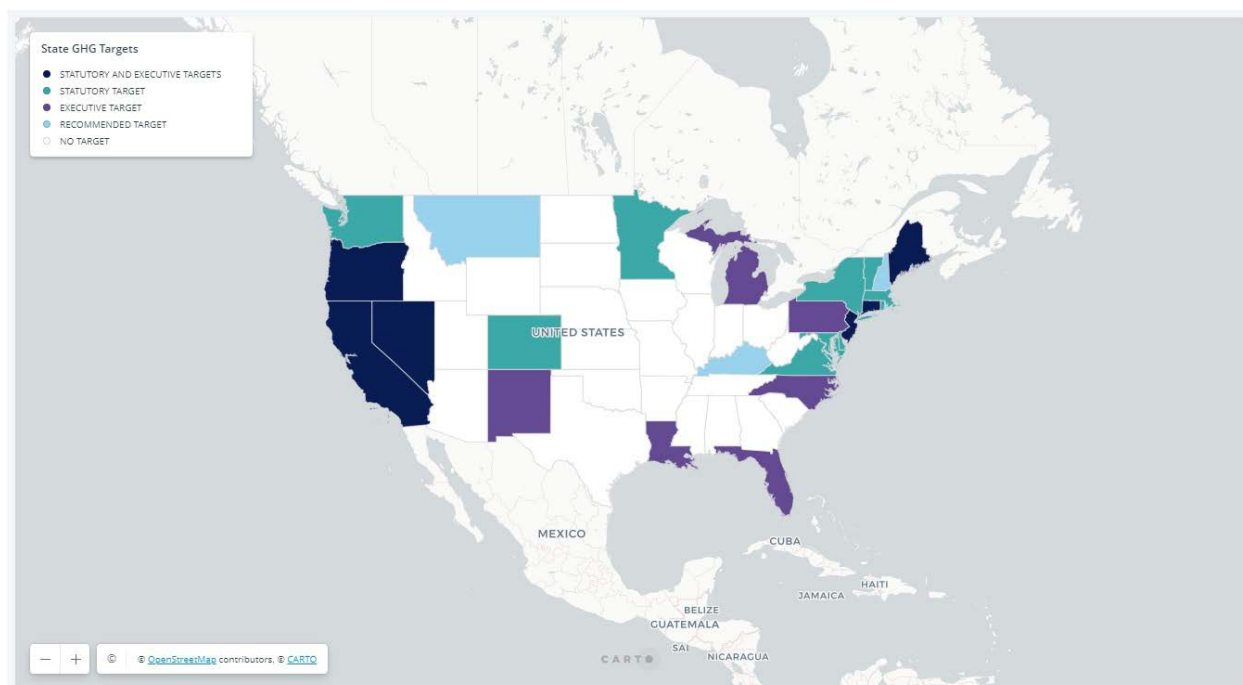 State GHG Targets
STATUTORY AND EXECUTIVE TARGETS
STATUTORY TARGET
EXECUTIVE TARGET
RECOMMENDED TARGET
NO TARGET
UNITED STATES
MEXICO
CUBA
HAITI
JAMAICA
BELIZE
GUATEMALA
SAL
NICARAGUA
− + © © OpenStreetMap contributors, © CARTO
CARTO